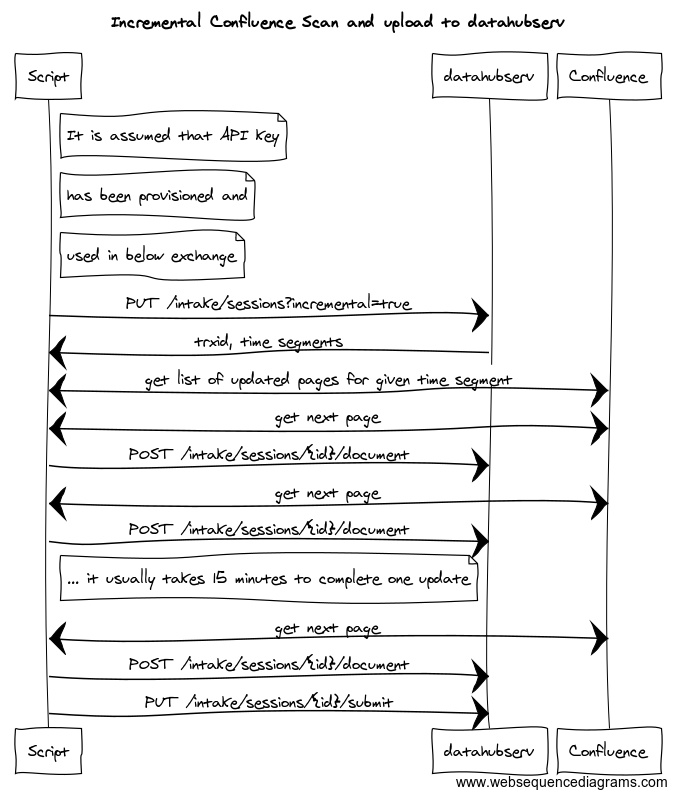 Incremental Confluence Scan and upload to datahubserv
Script
datahubserv
Confluence
It is assumed that API Key
has been provisioned and
used in below exchange
PUT /intake/sessions?incremental=true
trxid, time segments
get list of updated pages for given time segment
get next page
POST /intake/sessions/{id}/document
get next page
POST /intake/sessions/{id}/document
... it usually takes 15 minutes to complete one update
get next page
POST /intake/sessions/{id}/document
PUT /intake/sessions/{id}/submit
Script
datahubserv
Confluence
www.websequencediagrams.com